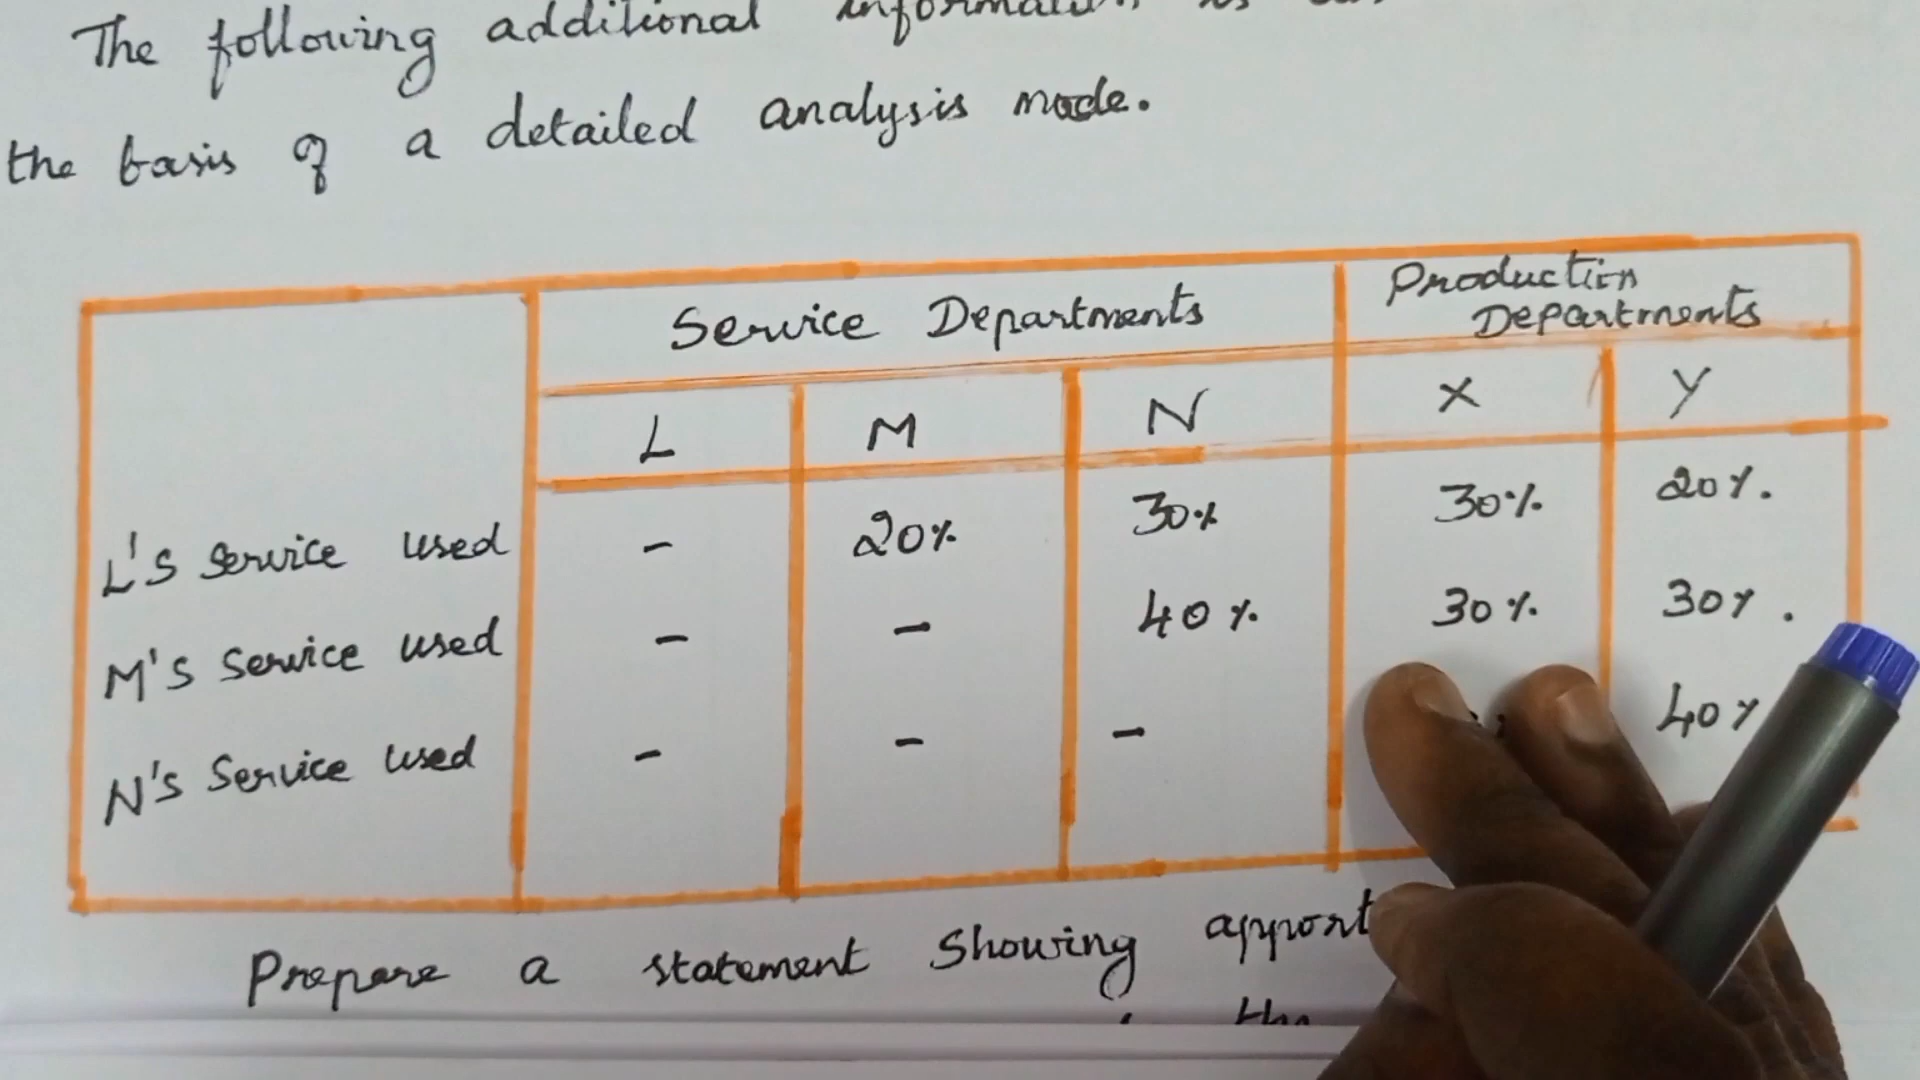 The following additional
the basis of a detailed analysis made.
Service Departments Production Departments
L M N X Y
L's service used - 20% 30% 30% 20%.
M's service used - - 40% 30% 30% .
N's service used - - - 40%
Prepare a statement showing